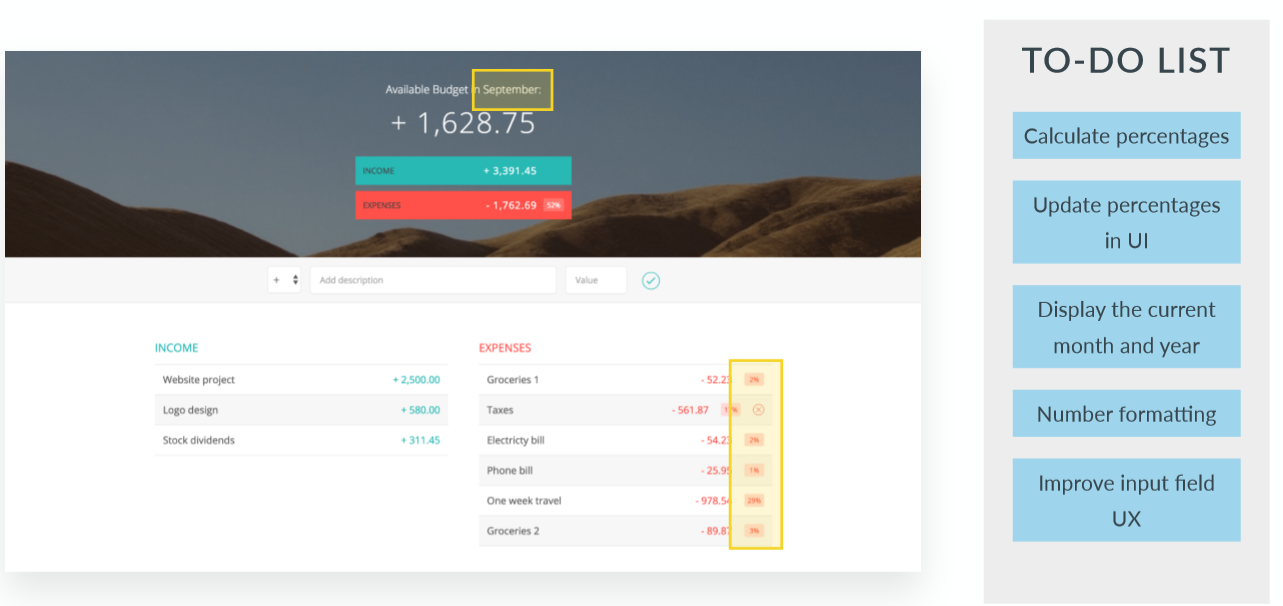 Available Budget in September:
+ 1,628.75
INCOME + 3,391.45
EXPENSES - 1,762.69 52%
+ Add description Value
INCOME
Website project + 2,500.00
Logo design + 580.00
Stock dividends + 311.45
EXPENSES
Groceries 1 - 52.23 2%
Taxes - 561.87
Electricty bill - 54.23 2%
Phone bill - 25.95 1%
One week travel - 978.54 29%
Groceries 2 - 89.87 3%
TO-DO LIST
Calculate percentages
Update percentages
in UI
Display the current
month and year
Number formatting
Improve input field
UX